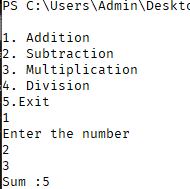 PS C:\Users\Admin\Deskto
1. Addition
2. Subtraction
3. Multiplication
4. Division
5.Exit
1
Enter the number
2
3
Sum :5